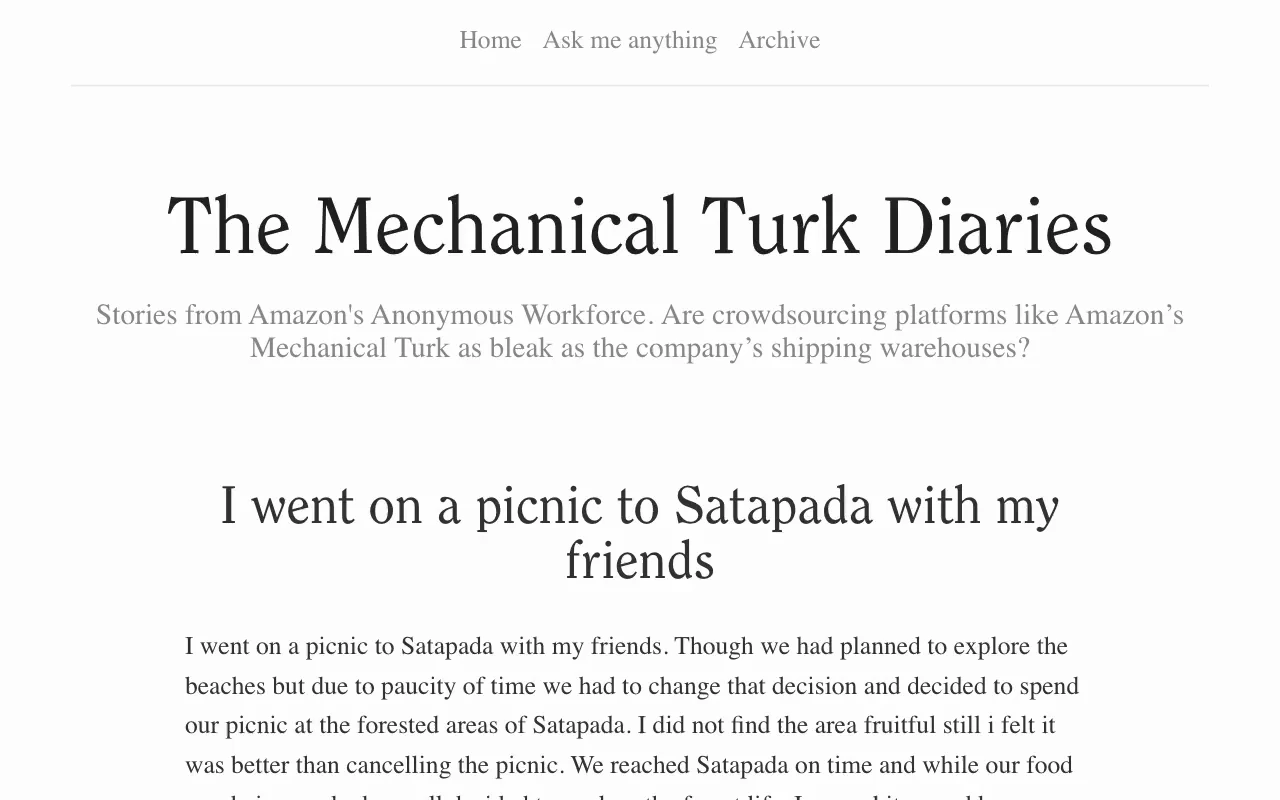 Home Ask me anything Archive
The Mechanical Turk Diaries
Stories from Amazon's Anonymous Workforce. Are crowdsourcing platforms like Amazon’s
Mechanical Turk as bleak as the company’s shipping warehouses?
I went on a picnic to Satapada with my
friends
I went on a picnic to Satapada with my friends. Though we had planned to explore the
beaches but due to paucity of time we had to change that decision and decided to spend
our picnic at the forested areas of Satapada. I did not find the area fruitful still i felt it
was better than cancelling the picnic. We reached Satapada on time and while our food